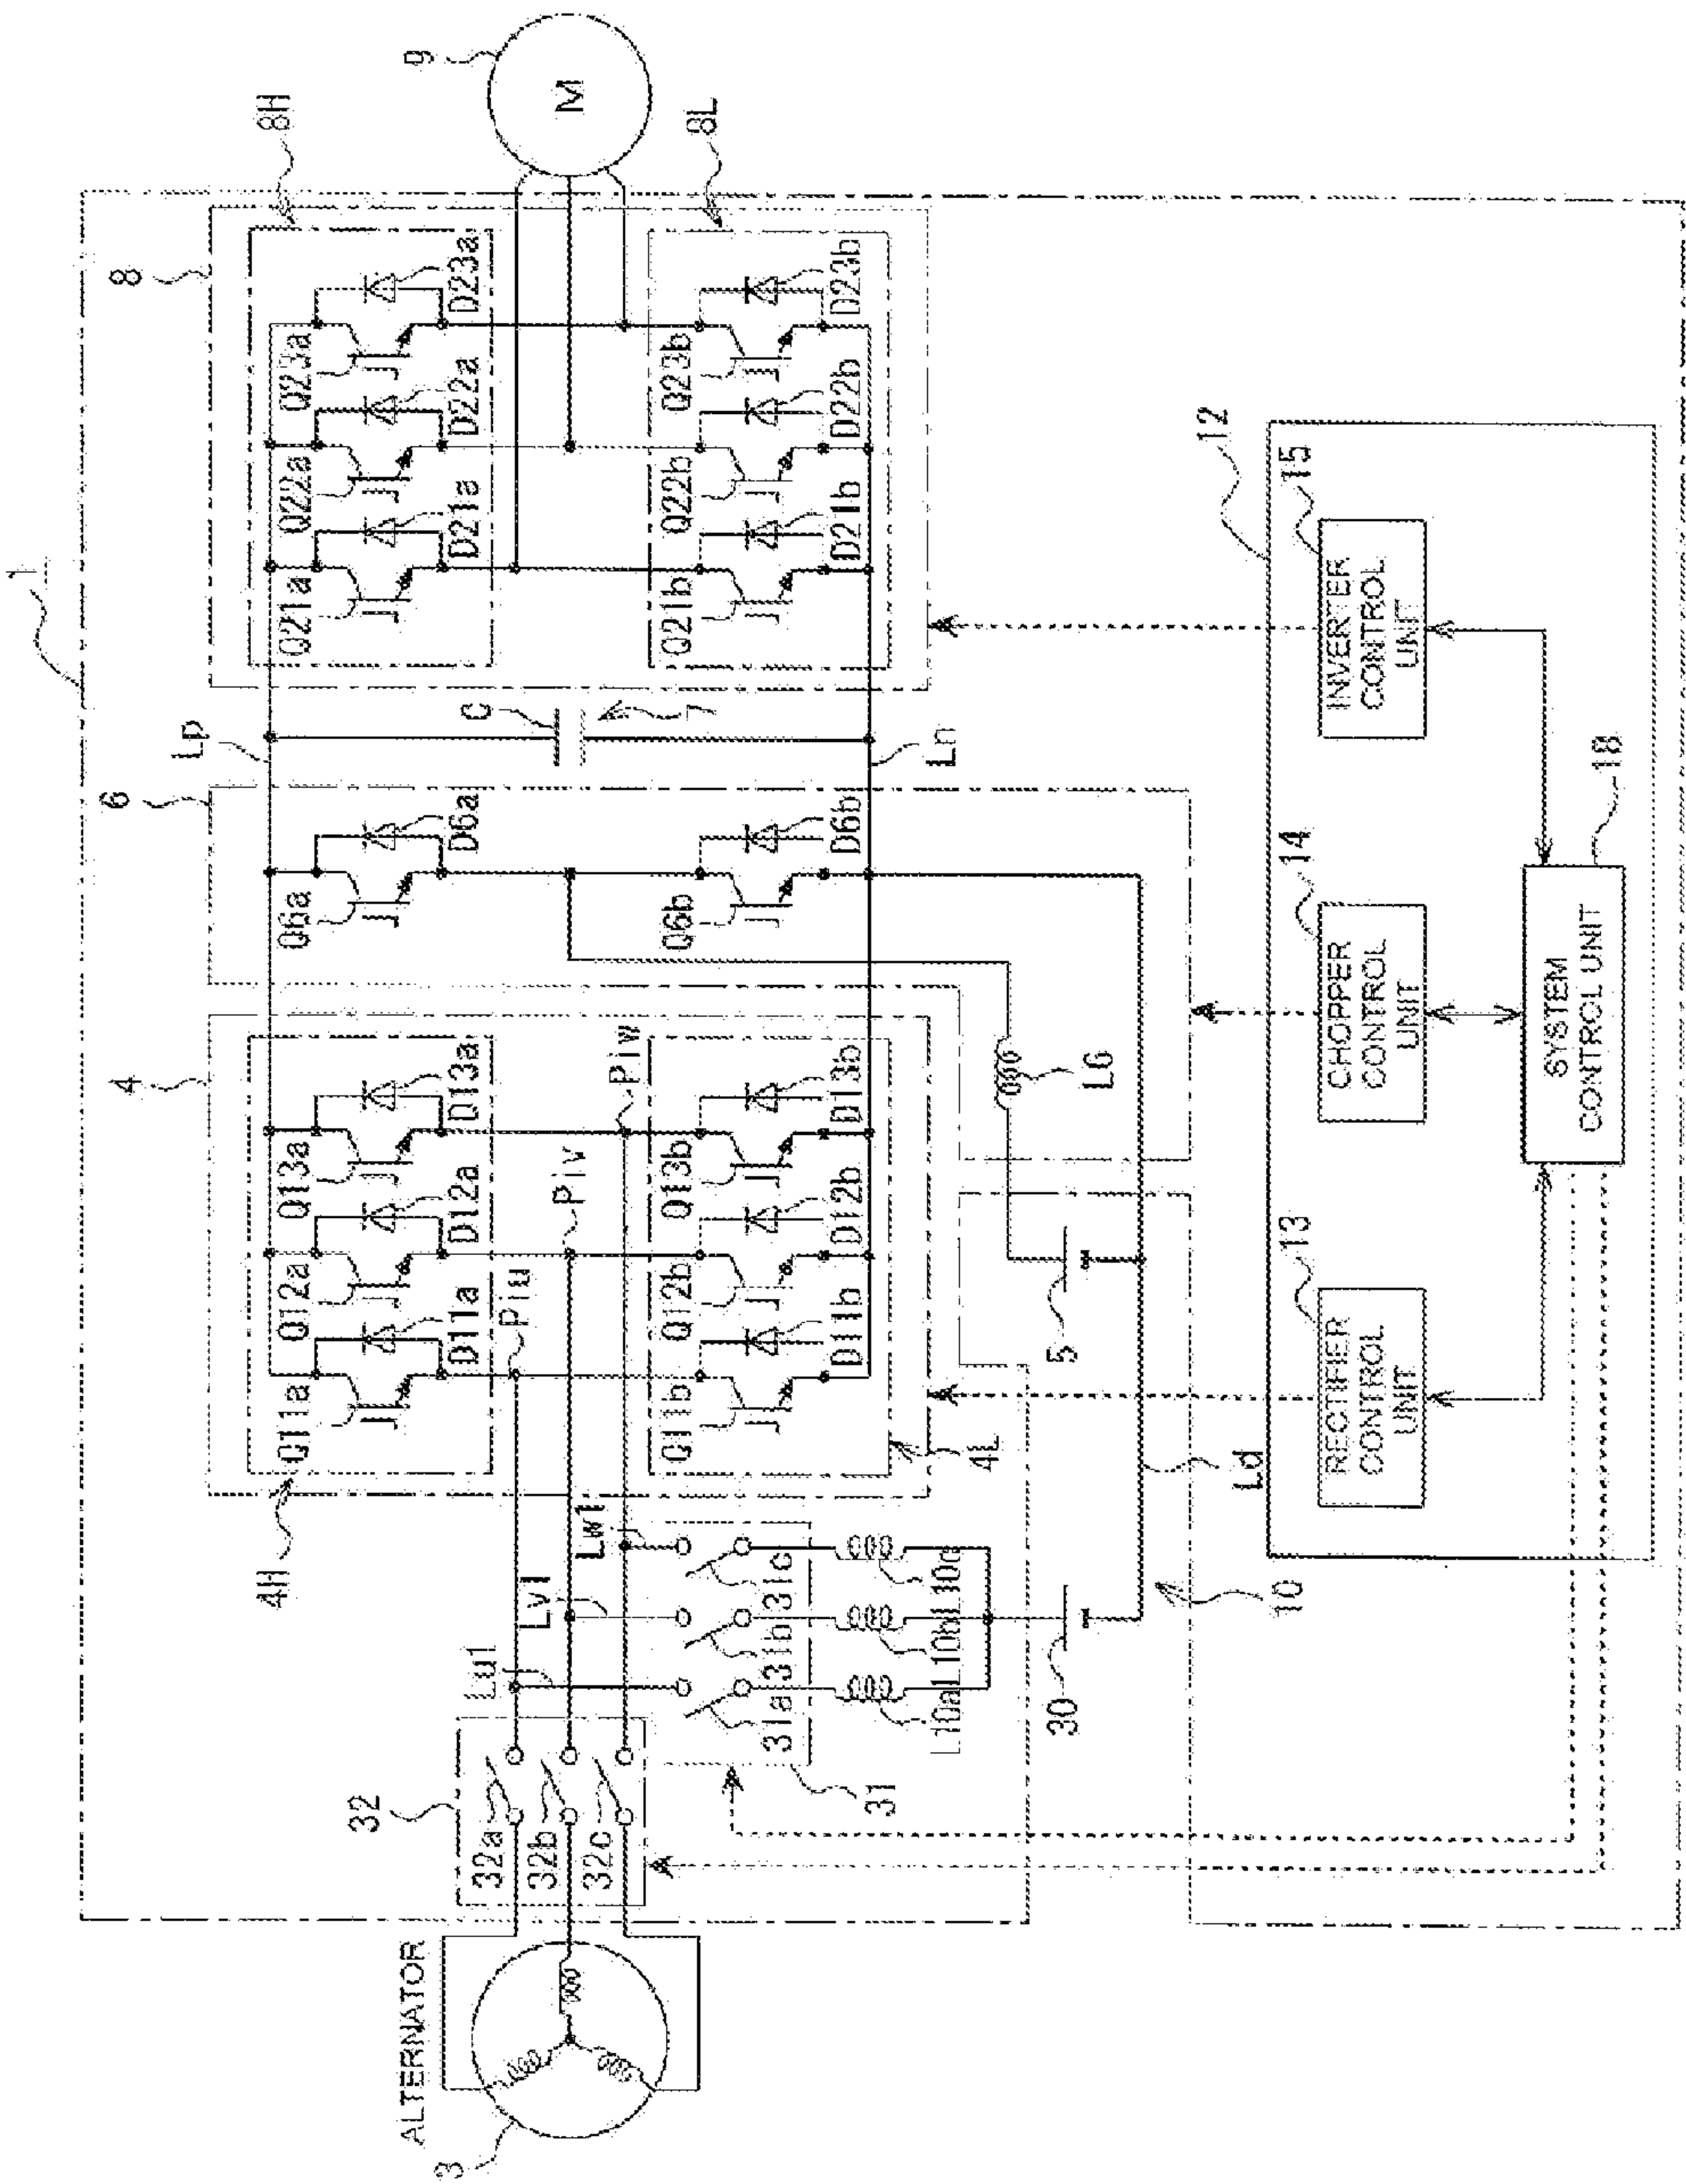 1
8
8H
9
M
8L
6
Lp
C
7
Ln
4
4H
4L
Q21a
Q22a
Q23a
D21a
D22a
D23a
Q21b
Q22b
Q23b
D21b
D22b
D23b
Q6a
D6a
Q6b
D6b
Q11a
Q12a
Q13a
D11a
D12a
D13a
Piu
Piv
Piw
Q11b
Q12b
Q13b
D11b
D12b
D13b
L6
5
Ld
10
30
Lu1
Lv1
Lw1
32
32a
32b
32c
31
31a
31b
31c
L10a
L10b
L10c
ALTERNATOR
3
12
13
RECTIFIER
CONTROL
UNIT
14
CHOPPER
CONTROL
UNIT
15
INVERTER
CONTROL
UNIT
18
SYSTEM
CONTROL UNIT